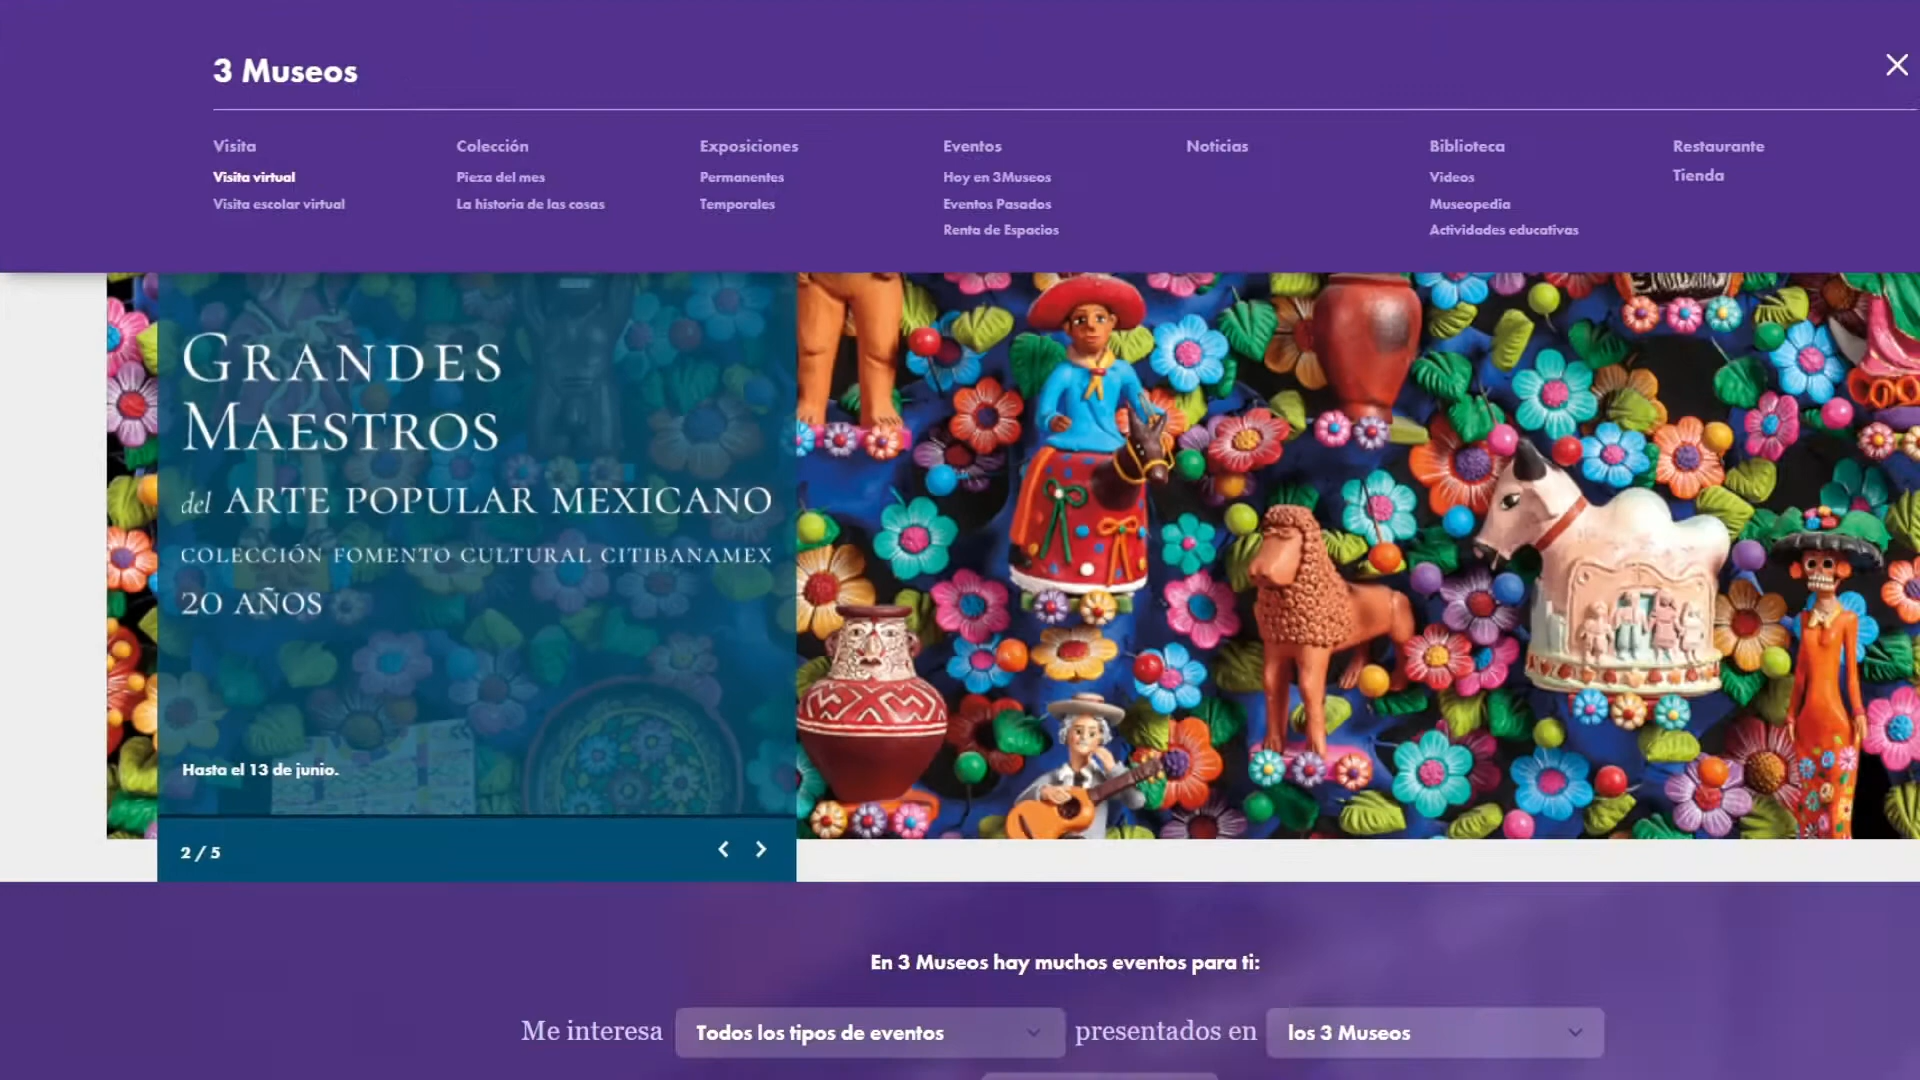 3 Museos
Visita
Visita virtual
Visita escolar virtual
Colección
Pieza del mes
La historia de las cosas
Exposiciones
Permanentes
Temporales
Eventos
Hoy en 3Museos
Eventos Pasados
Renta de Espacios
Noticias
Biblioteca
Videos
Museopedia
Actividades educativas
Restaurante
Tienda
GRANDES
MAESTROS
del ARTE POPULAR MEXICANO
COLECCIÓN FOMENTO CULTURAL CITIBANAMEX
20 AÑOS
Hasta el 13 de junio.
2 / 5
En 3 Museos hay muchos eventos para ti:
Me interesa Todos los tipos de eventos presentados en los 3 Museos